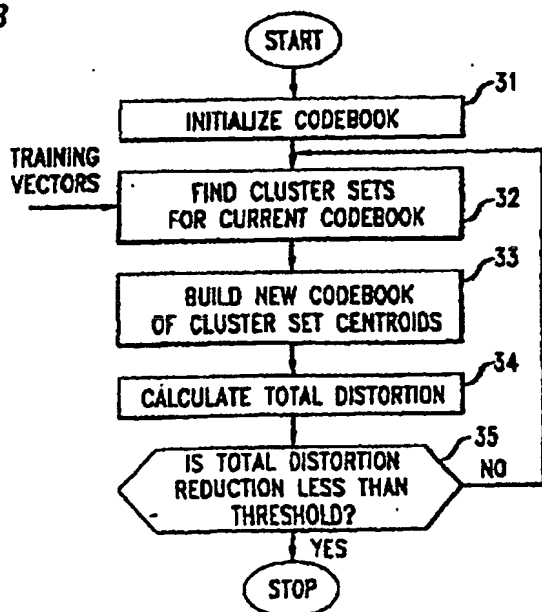 3
START
31
INITIALIZE CODEBOOK
TRAINING
VECTORS
FIND CLUSTER SETS
FOR CURRENT CODEBOOK
32
33
BUILD NEW CODEBOOK
OF CLUSTER SET CENTROIDS
34
CALCULATE TOTAL DISTORTION
35
IS TOTAL DISTORTION
REDUCTION LESS THAN
THRESHOLD?
NO
YES
STOP